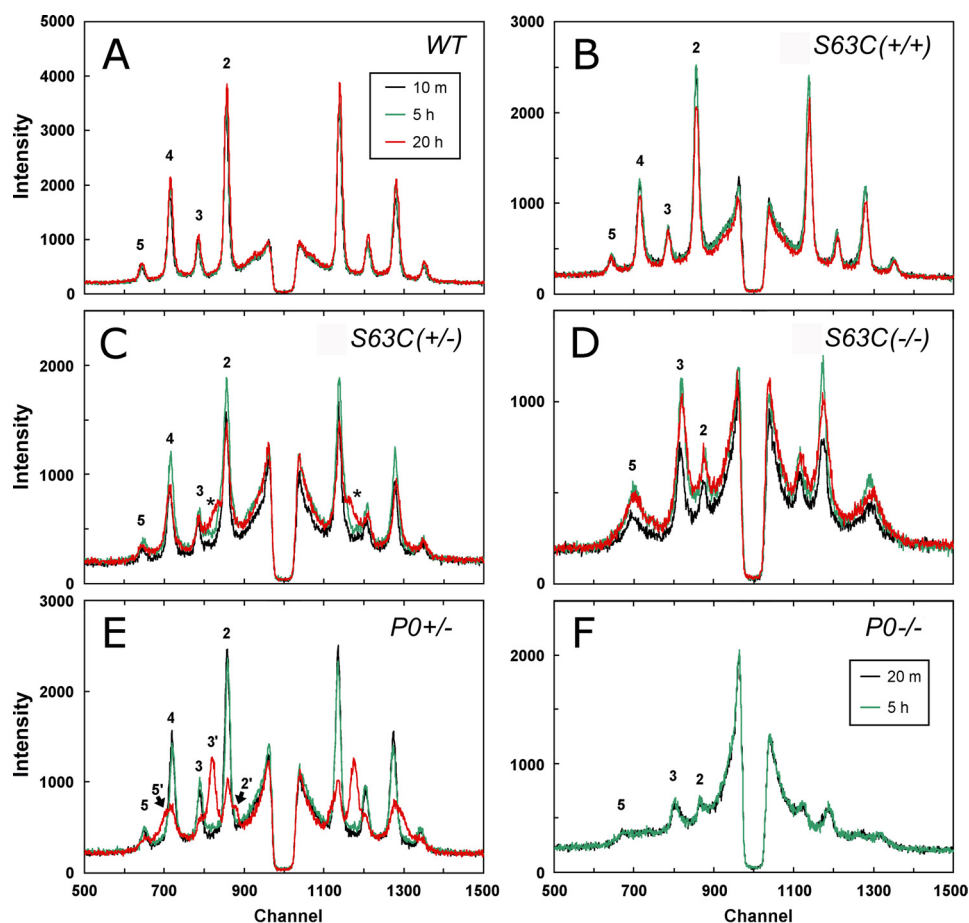 A
WT
5000
4000
3000
2000
1000
0
Intensity
2
4
3
5
10 m
5 h
20 h
B
S63C(+/+)
3000
2000
1000
0
2
4
3
5
C
S63C(+/-)
2000
1000
0
Intensity
2
4
3
5
*
*
D
S63C(-/-)
1000
0
3
2
5
E
P0+/-
3000
2000
1000
0
Intensity
2
4
3'
3
5'
5
2'
500 700 900 1100 1300 1500
Channel
F
P0-/-
2000
1000
0
20 m
5 h
3
2
5
500 700 900 1100 1300 1500
Channel